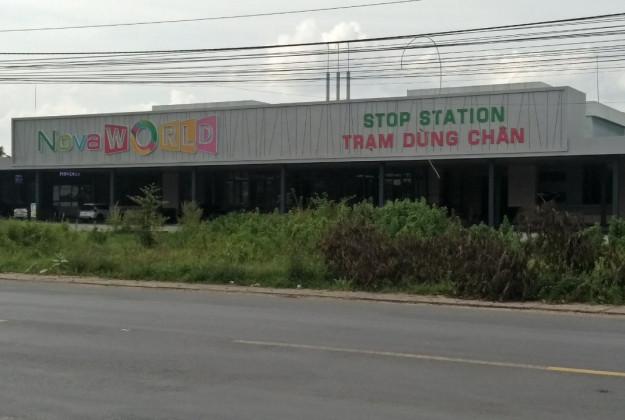 NovaWORLD
STOP STATION
TRẠM DỪNG CHÂN